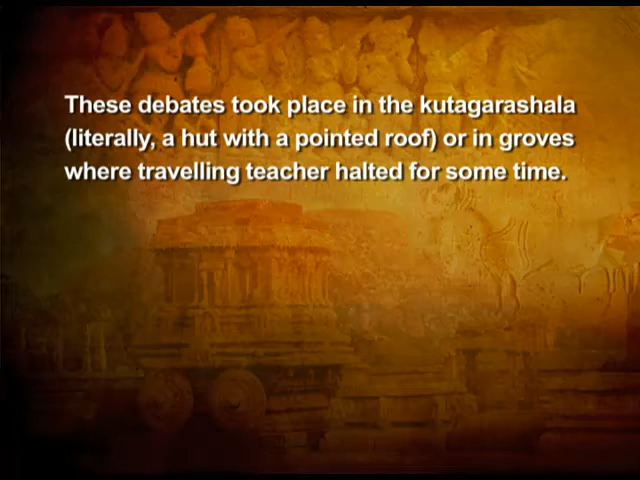 These debates took place in the kutagarashala
(literally, a hut with a pointed roof) or in groves
where travelling teacher halted for some time.